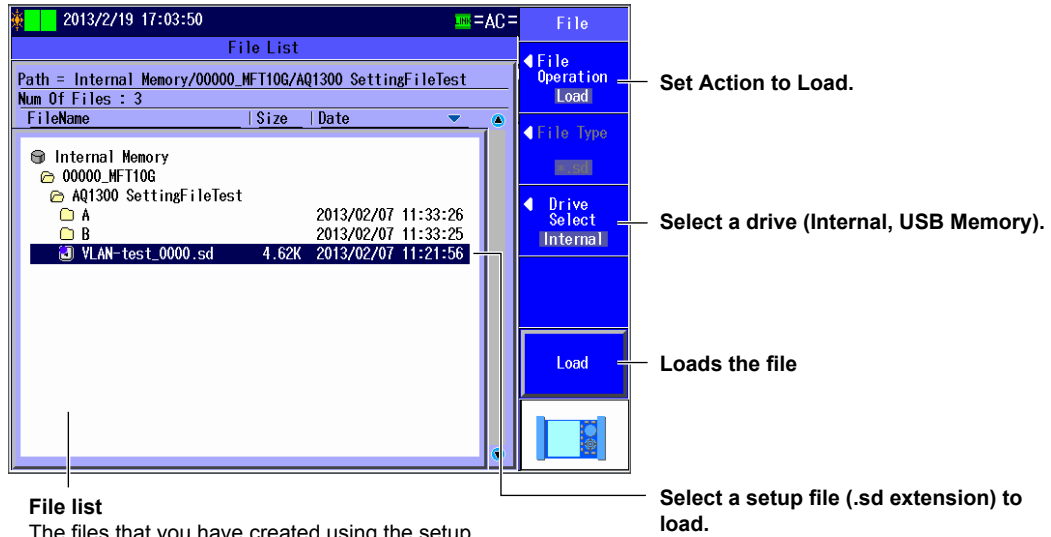 2013/2/19 17:03:50
LINK =AC=
File
File List
Path = Internal Memory/00000_MFT10G/AQ1300 SettingFileTest
Num Of Files : 3
FileName Size Date
Internal Memory
00000_MFT10G
AQ1300 SettingFileTest
A 2013/02/07 11:33:26
B 2013/02/07 11:33:25
VLAN-test_0000.sd 4.62K 2013/02/07 11:21:56
File
Operation
Load
File Type
*.sd
Drive
Select
Internal
Load
Set Action to Load.
Select a drive (Internal, USB Memory).
Loads the file
Select a setup file (.sd extension) to
load.
File list
The files that you have created using the setup